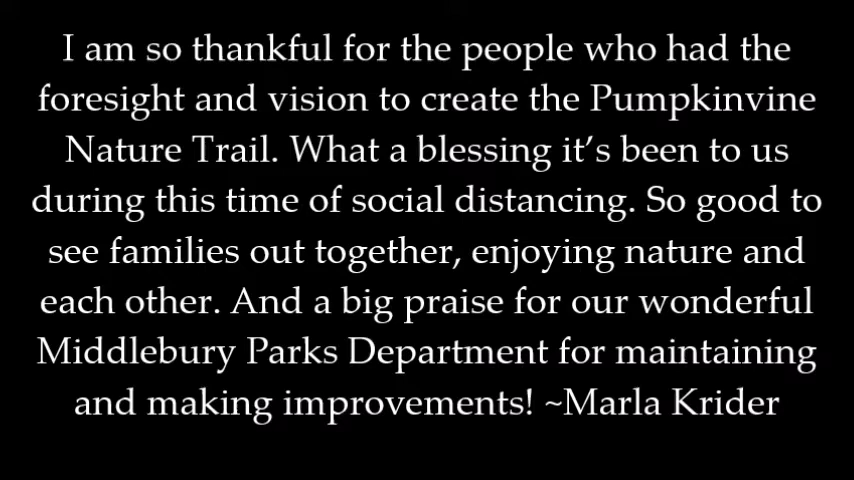 I am so thankful for the people who had the
foresight and vision to create the Pumpkinvine
Nature Trail. What a blessing it’s been to us
during this time of social distancing. So good to
see families out together, enjoying nature and
each other. And a big praise for our wonderful
Middlebury Parks Department for maintaining
and making improvements! ~Marla Krider